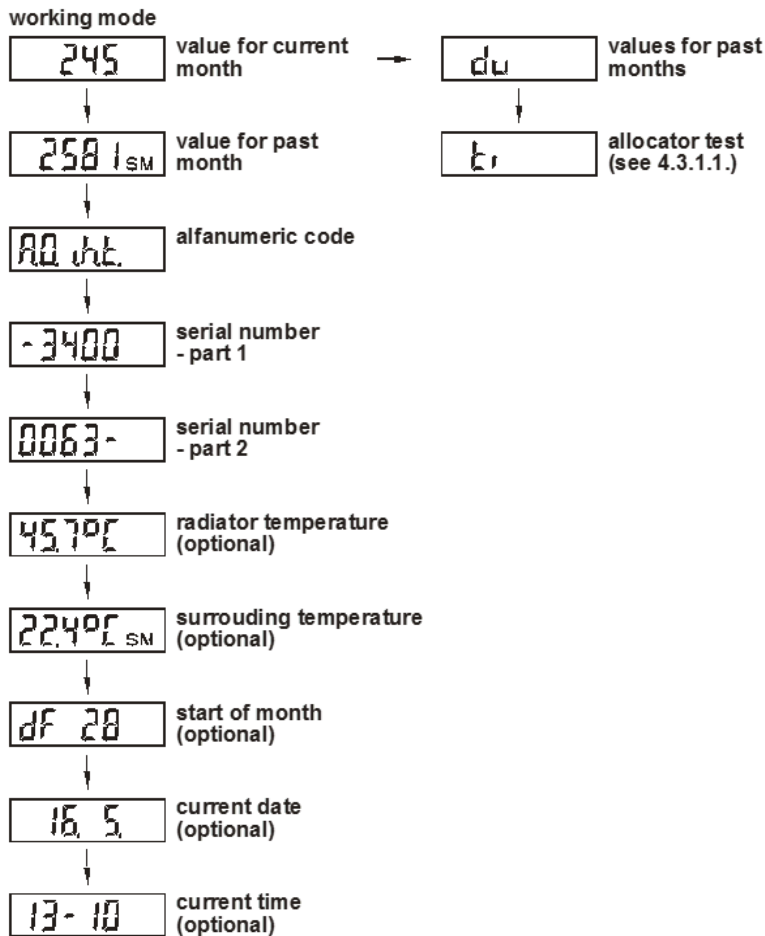 working mode
245
value for current
month
du
values for past
months
2581 SM
value for past
month
tr
allocator test
(see 4.3.1.1.)
A.0. ih.t.
alfanumeric code
-3400
serial number
- part 1
0063-
serial number
- part 2
45.7°C
radiator temperature
(optional)
22.4°C SM
surrouding temperature
(optional)
dF 28
start of month
(optional)
16. 5.
current date
(optional)
13-10
current time
(optional)